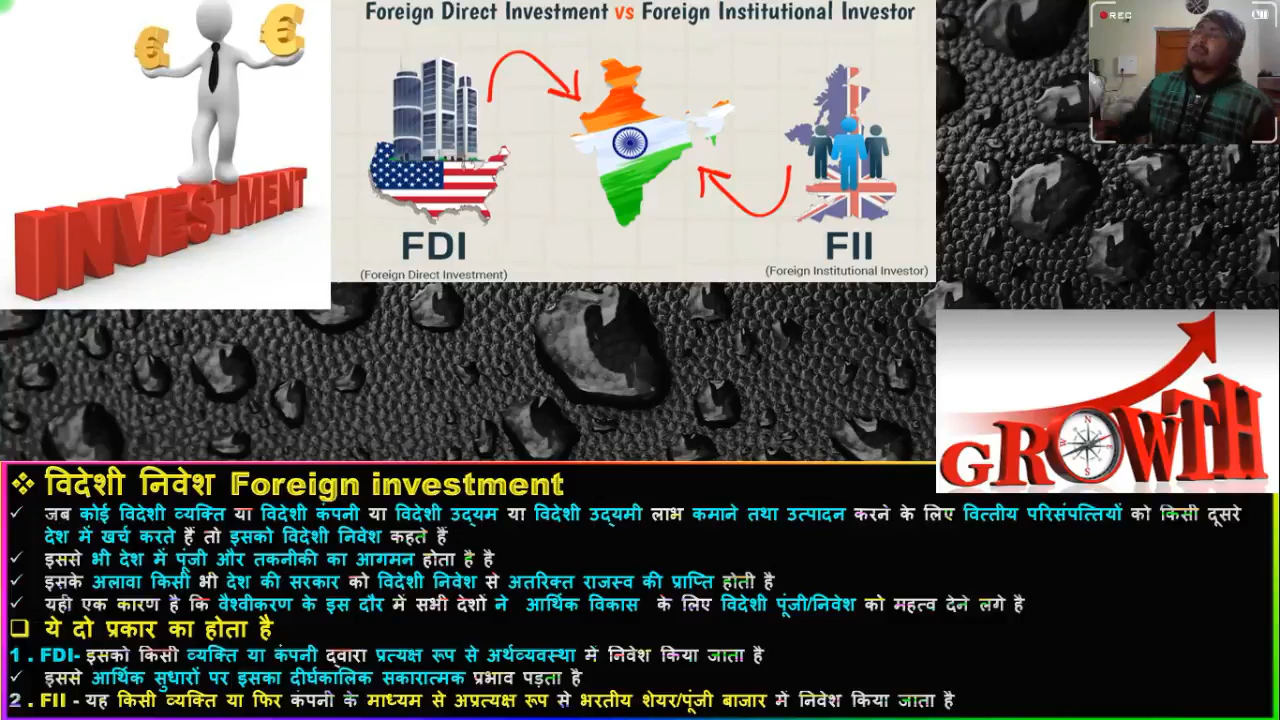 Foreign Direct Investment vs Foreign Institutional Investor
REC
INVESTMENT
FDI
(Foreign Direct Investment)
FII
(Foreign Institutional Investor)
GROWTH
❖ विदेशी निवेश Foreign investment
✓ जब कोई विदेशी व्यक्ति या विदेशी कंपनी या विदेशी उद्यम या विदेशी उद्यमी लाभ कमाने तथा उत्पादन करने के लिए वित्तीय परिसंपत्तियों को किसी दूसरे
देश में खर्च करते हैं तो इसको विदेशी निवेश कहते हैं
✓ इससे भी देश में पूंजी और तकनीकी का आगमन होता है है
✓ इसके अलावा किसी भी देश की सरकार को विदेशी निवेश से अतरिक्त राजस्व की प्राप्ति होती है
✓ यही एक कारण है कि वैश्वीकरण के इस दौर में सभी देशों ने आर्थिक विकास के लिए विदेशी पूंजी/निवेश को महत्व देने लगे है
❑ ये दो प्रकार का होता है
1 . FDI- इसको किसी व्यक्ति या कंपनी द्वारा प्रत्यक्ष रूप से अर्थव्यवस्था में निवेश किया जाता है
✓ इससे आर्थिक सुधारों पर इसका दीर्घकालिक सकारात्मक प्रभाव पड़ता है
2 . FII - यह किसी व्यक्ति या फिर कंपनी के माध्यम से अप्रत्यक्ष रूप से भरतीय शेयर/पूंजी बाजार में निवेश किया जाता है